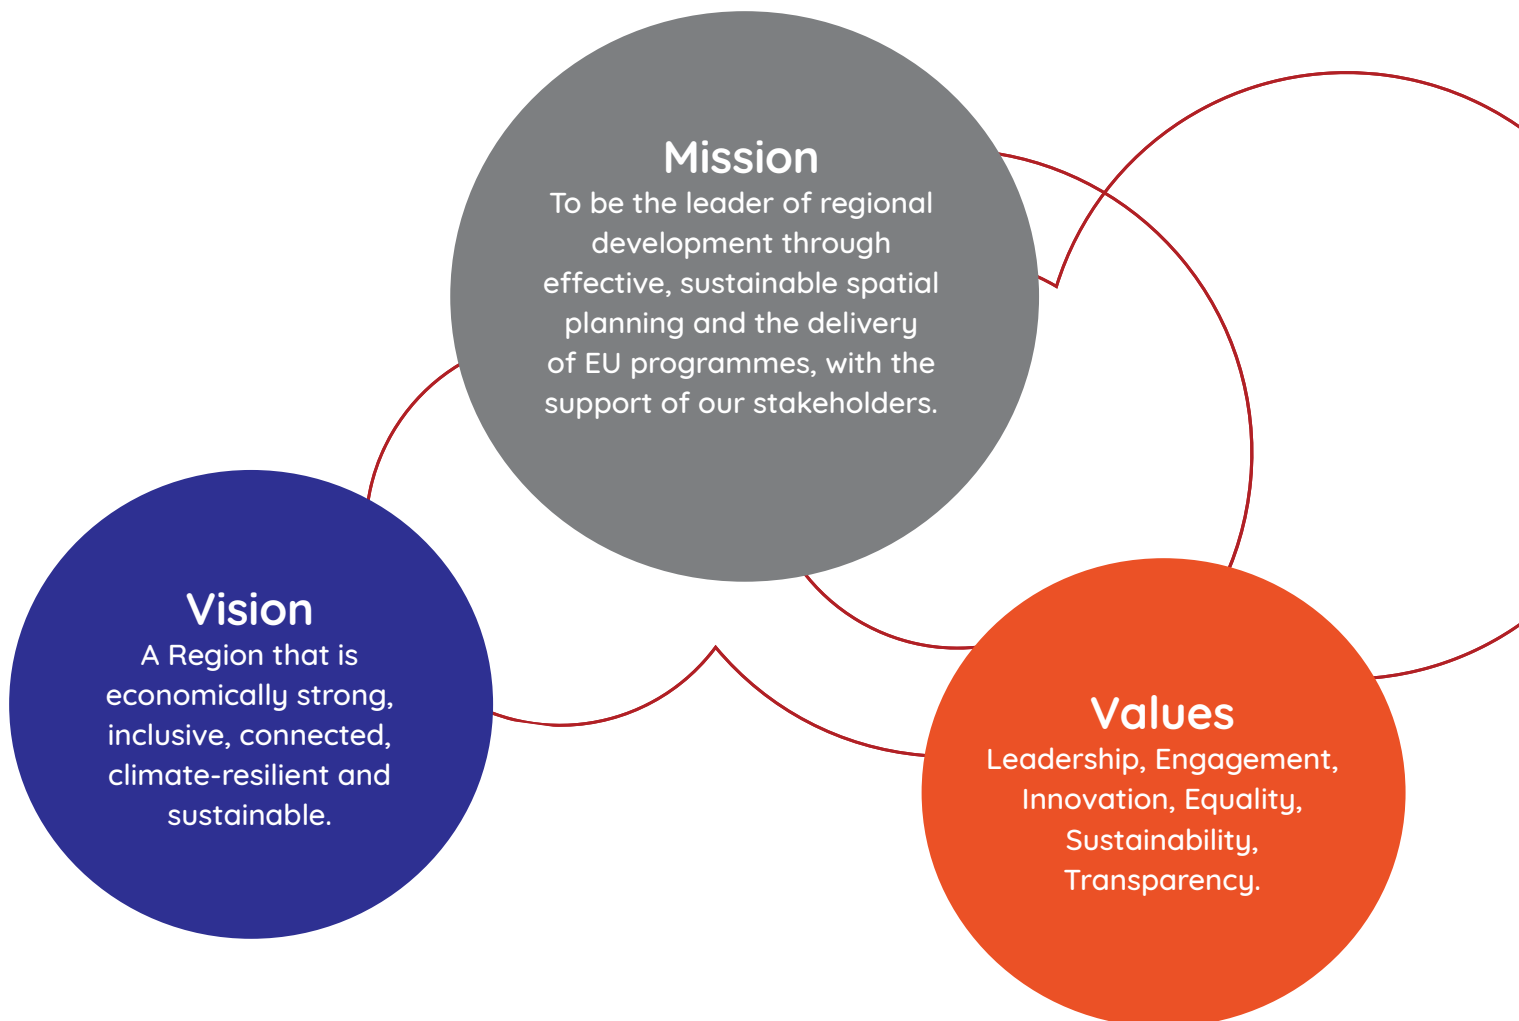 Mission
To be the leader of regional
development through
effective, sustainable spatial
planning and the delivery
of EU programmes, with the
support of our stakeholders.
Vision
A Region that is
economically strong,
inclusive, connected,
climate-resilient and
sustainable.
Values
Leadership, Engagement,
Innovation, Equality,
Sustainability,
Transparency.